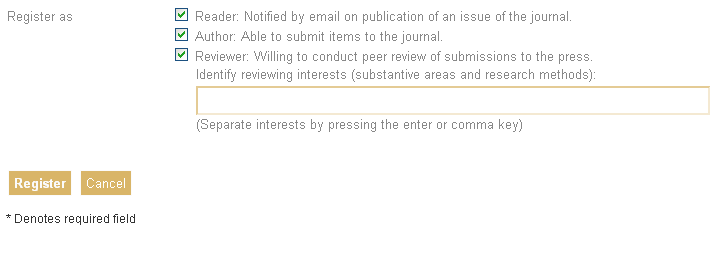 Register as
Reader: Notified by email on publication of an issue of the journal.
Author: Able to submit items to the journal.
Reviewer: Willing to conduct peer review of submissions to the press.
Identify reviewing interests (substantive areas and research methods):
(Separate interests by pressing the enter or comma key)
Register Cancel
* Denotes required field